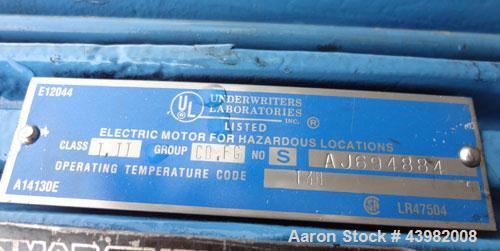 E12044
UL UNDERWRITERS
LABORATORIES
INC. ®
LISTED
ELECTRIC MOTOR FOR HAZARDOUS LOCATIONS
CLASS I,II GROUP CD,FG NO S AJ694884
OPERATING TEMPERATURE CODE
A14130E LR47504
Aaron Stock # 43982008